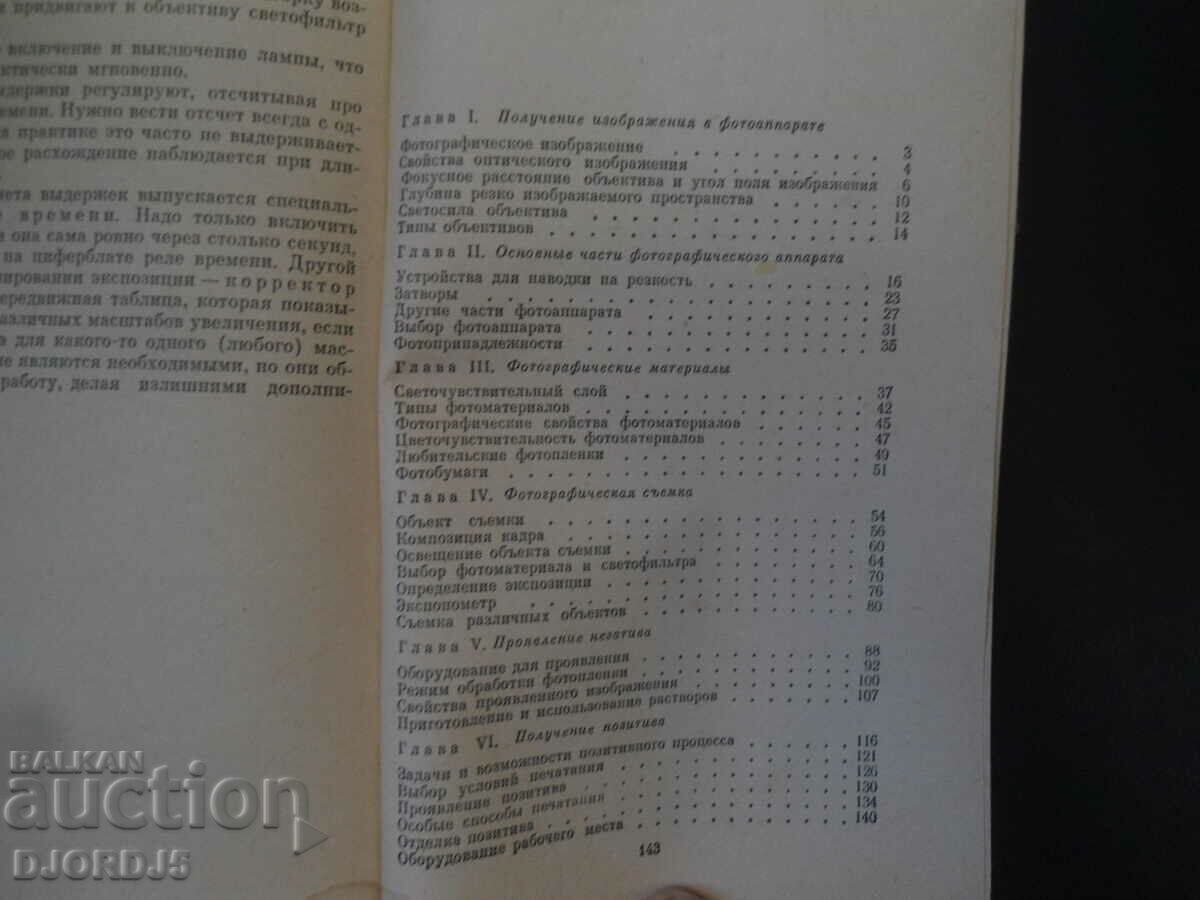 арку воз-
и придвигают к объективу светофильтр
включение и выключение лампы, что
ктически мгновенно.
ыдержки регулируют, отсчитывая про
ремени. Нужно вести отсчет всегда с од-
а практике это часто не выдерживает-
ое расхождение наблюдается при дли-
чета выдержек выпускается специаль-
е времени. Надо только включить
а она сама ровно через столько секунд,
на циферблате реле времени. Другой
нировании экспозиции — корректор
ередвижная таблица, которая показы-
азличных масштабов увеличения, если
а для какого-то одного (любого) мас-
ие являются необходимыми, но они об-
работу, делая излишними дополни-
Глава I. Получение изображения в фотоаппарате
Фотографическое изображение . . . . . . . . . 3
Свойства оптического изображения . . . . . . . . 4
Фокусное расстояние объектива и угол поля изображения 6
Глубина резко изображаемого пространства . . . . . . 10
Светосила объектива . . . . . . . . . . . 12
Типы объективов . . . . . . . . . . . . 14
Глава II. Основные части фотографического аппарата
Устройства для наводки на резкость . . . . . . . . 16
Затворы . . . . . . . . . . . . . . 23
Другие части фотоаппарата . . . . . . . . . 27
Выбор фотоаппарата . . . . . . . . . . . 31
Фотопринадлежности . . . . . . . . . . . 35
Глава III. Фотографические материалы
Светочувствительный слой . . . . . . . . . . 37
Типы фотоматериалов . . . . . . . . . . . 42
Фотографические свойства фотоматериалов . . . . . . 45
Цветочувствительность фотоматериалов . . . . . . . 47
Любительские фотопленки . . . . . . . . . . 49
Фотобумаги . . . . . . . . . . . . . 51
Глава IV. Фотографическая съемка
Объект съемки . . . . . . . . . . . . 54
Композиция кадра . . . . . . . . . . . . 56
Освещение объекта съемки . . . . . . . . . . 60
Выбор фотоматериала и светофильтра . . . . . . . 64
Определение экспозиции . . . . . . . . . . 70
Экспонометр . . . . . . . . . . . . . 76
Съемка различных объектов . . . . . . . . . 80
Глава V. Проявление негатива
Оборудование для проявления . . . . . . . . . 88
Режим обработки фотопленки . . . . . . . . . 92
Свойства проявленного изображения . . . . . . . . 100
Приготовление и использование растворов . . . . . . 107
Глава VI. Получение позитива
Задачи и возможности позитивного процесса . . . . . . 116
Выбор условий печатания . . . . . . . . . . 121
Проявление позитива . . . . . . . . . . . 126
Особые способы печатания . . . . . . . . . . 130
Отделка позитива . . . . . . . . . . . . 134
Оборудование рабочего места . . . . . . . . . 140
143
BALKAN
auction
DJORDJ5